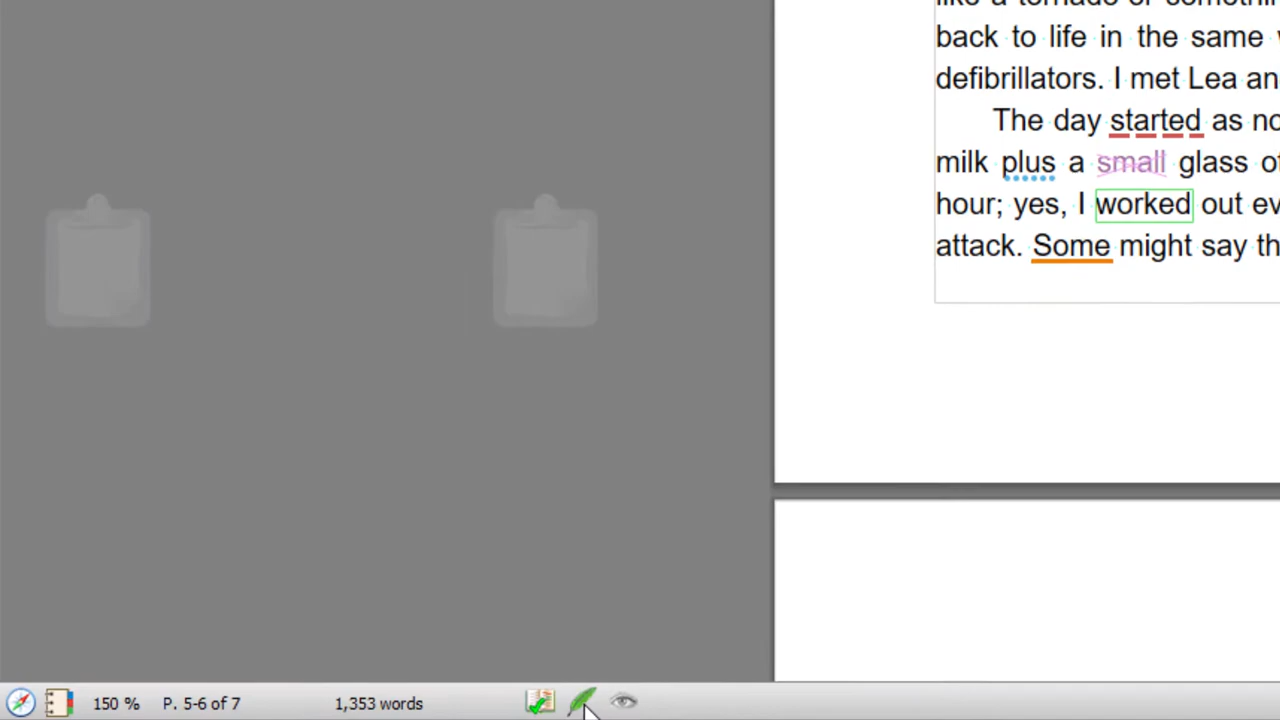 back to life in the same
defibrillators. I met Lea an
The day started as no
milk plus a small glass of
hour; yes, I worked out ev
attack. Some might say th
150 % P. 5-6 of 7 1,353 words